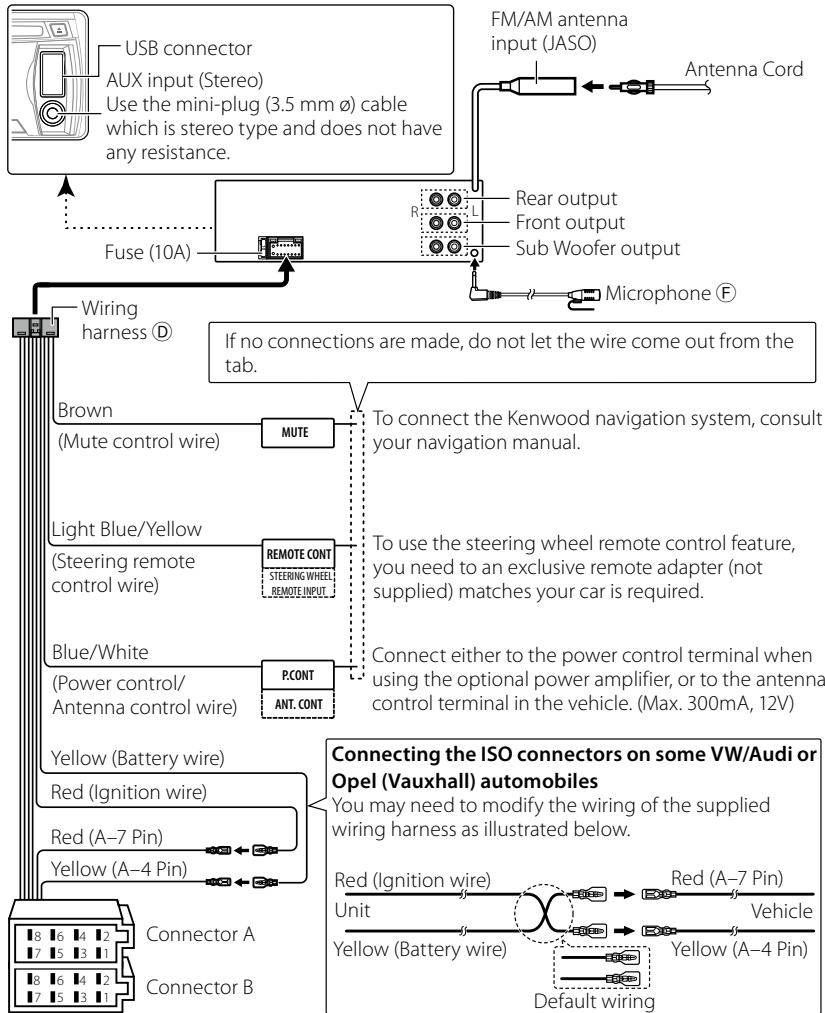 USB connector
AUX input (Stereo)
Use the mini-plug (3.5 mm ø) cable
which is stereo type and does not have
any resistance.
FM/AM antenna
input (JASO)
Antenna Cord
R
L
Rear output
Front output
Sub Woofer output
Fuse (10A)
Microphone Ⓕ
Wiring
harness Ⓓ
If no connections are made, do not let the wire come out from the
tab.
Brown
(Mute control wire)
MUTE
To connect the Kenwood navigation system, consult
your navigation manual.
Light Blue/Yellow
(Steering remote
control wire)
REMOTE CONT
STEERING WHEEL
REMOTE INPUT
To use the steering wheel remote control feature,
you need to an exclusive remote adapter (not
supplied) matches your car is required.
Blue/White
(Power control/
Antenna control wire)
P.CONT
ANT. CONT
Connect either to the power control terminal when
using the optional power amplifier, or to the antenna
control terminal in the vehicle. (Max. 300mA, 12V)
Yellow (Battery wire)
Red (Ignition wire)
Red (A–7 Pin)
Yellow (A–4 Pin)
Connecting the ISO connectors on some VW/Audi or
Opel (Vauxhall) automobiles
You may need to modify the wiring of the supplied
wiring harness as illustrated below.
Red (Ignition wire)
Red (A–7 Pin)
Unit
Vehicle
Yellow (Battery wire)
Yellow (A–4 Pin)
Default wiring
8 6 4 2
7 5 3 1
Connector A
8 6 4 2
7 5 3 1
Connector B